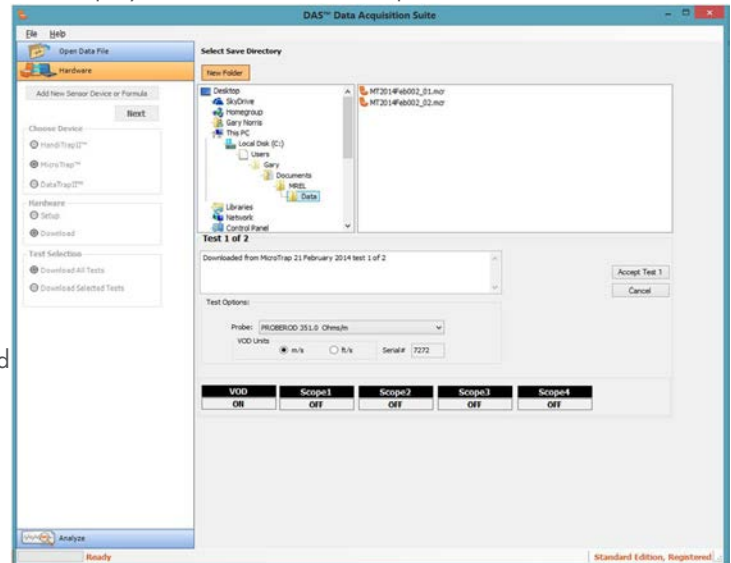 DAS™ Data Acquisition Suite
File Help
Open Data File
Hardware
Add New Sensor Device or Formula
Next
Choose Device
HandiTrapII™
MicroTrap™
DataTrapII™
Hardware
Setup
Download
Test Selection
Download All Tests
Download Selected Tests
Select Save Directory
New Folder
Desktop
SkyDrive
Homegroup
Gary Norris
This PC
Local Disk (C:)
Users
Gary
Documents
MREL
Data
Libraries
Network
Control Panel
MT2014Feb002_01.mcr
MT2014Feb002_02.mcr
Test 1 of 2
Downloaded from MicroTrap 21 February 2014 test 1 of 2
Accept Test 1
Cancel
Test Options:
Probe: PROBEROD 351.0 Ohms/m
VOD Units
m/s ft/s Serial# 7272
VOD Scope1 Scope2 Scope3 Scope4
ON OFF OFF OFF OFF
Analyze
Ready
Standard Edition, Registered